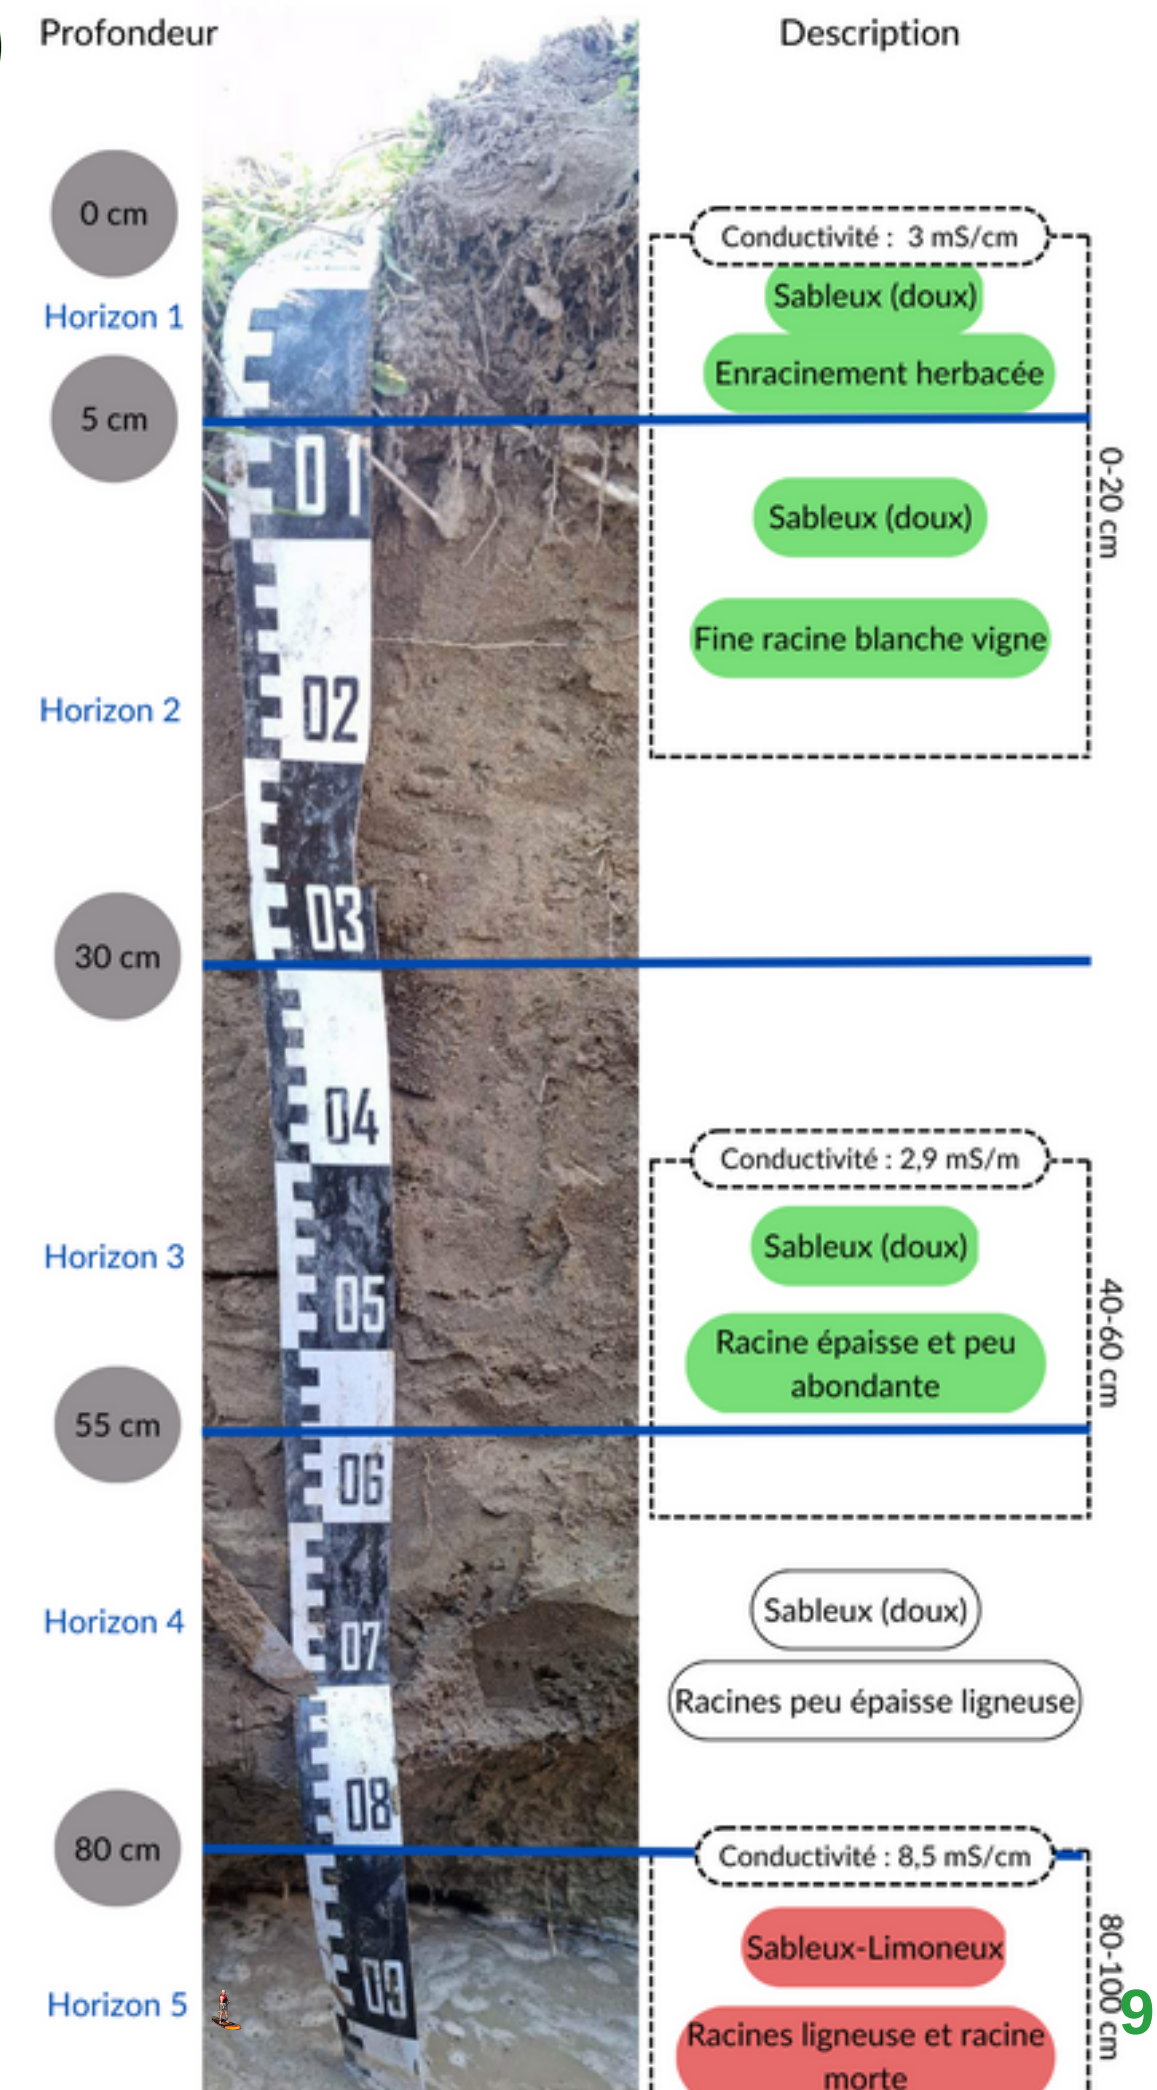 Profondeur
Description
0 cm
Conductivité : 3 mS/cm
Sableux (doux)
Horizon 1
Enracinement herbacée
5 cm
01
0-20 cm
Sableux (doux)
Fine racine blanche vigne
02
Horizon 2
03
30 cm
04
Conductivité : 2,9 mS/m
Sableux (doux)
Horizon 3
05
40-60 cm
Racine épaisse et peu
abondante
55 cm
06
Sableux (doux)
Horizon 4
07
Racines peu épaisse ligneuse
08
80 cm
Conductivité : 8,5 mS/cm
Sableux-Limoneux
80-100 cm
09
Horizon 5
9
Racines ligneuse et racine
morte